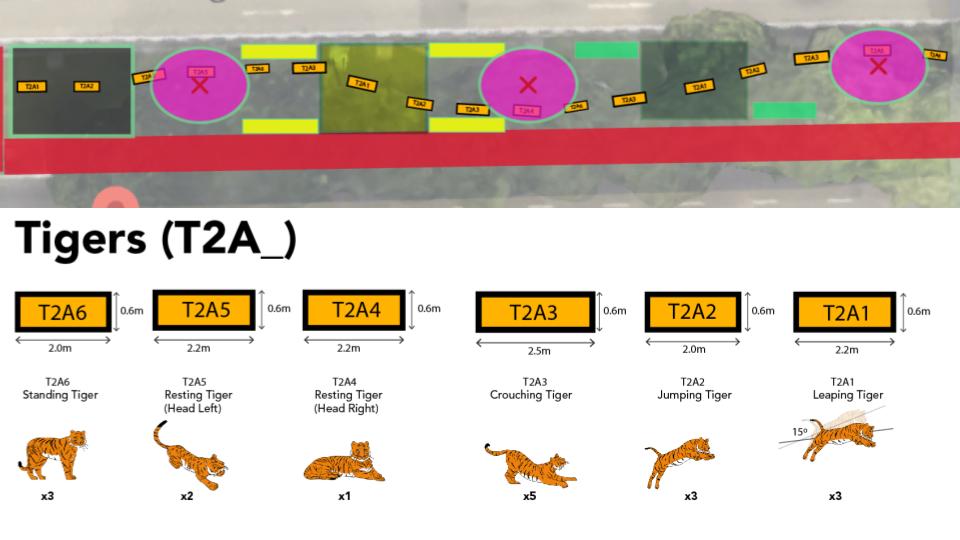 T2A1
T2A2
T2A
T2A5
T2A6
T2A3
T2A1
T2A2
T2A3
T2A4
T2A6
T2A3
T2A1
T2A2
T2A3
T2A5
T2A6
Tigers (T2A_)
T2A6 0.6m T2A5 0.6m T2A4 0.6m T2A3 0.6m T2A2 0.6m T2A1 0.6m
2.0m 2.2m 2.2m 2.5m 2.0m 2.2m
T2A6 T2A5 T2A4 T2A3 T2A2 T2A1
Standing Tiger Resting Tiger Resting Tiger Crouching Tiger Jumping Tiger Leaping Tiger
(Head Left) (Head Right)
15º
x3 x2 x1 x5 x3 x3